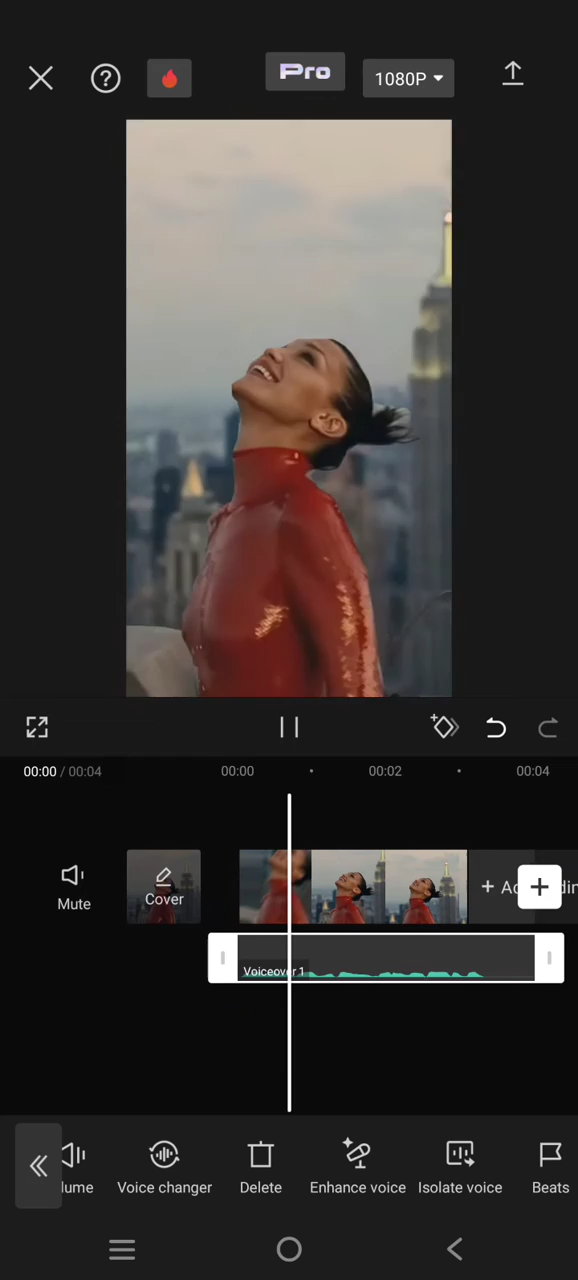 Pro
1080P
00:00 / 00:04
00:00
00:02
00:04
Mute
Cover
+
Voiceover 1
lume
Voice changer
Delete
Enhance voice
Isolate voice
Beats